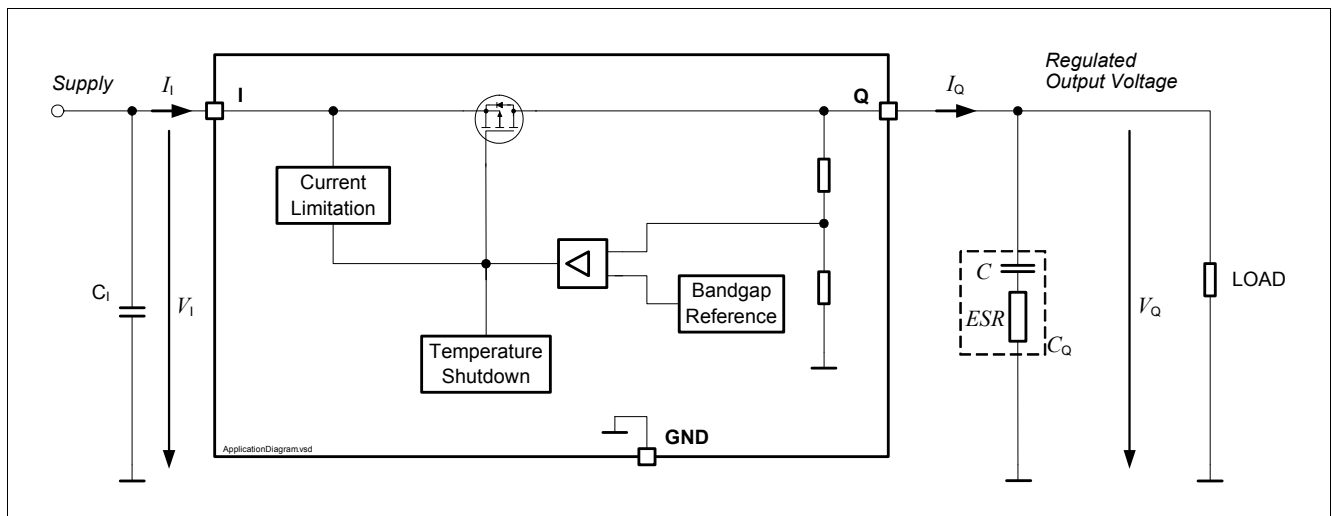 Supply
I_I
I
Q
I_Q
Regulated
Output Voltage
Current
Limitation
C_I
V_I
Bandgap
Reference
Temperature
Shutdown
C
ESR
C_Q
V_Q
LOAD
GND
ApplicationDiagram.vsd